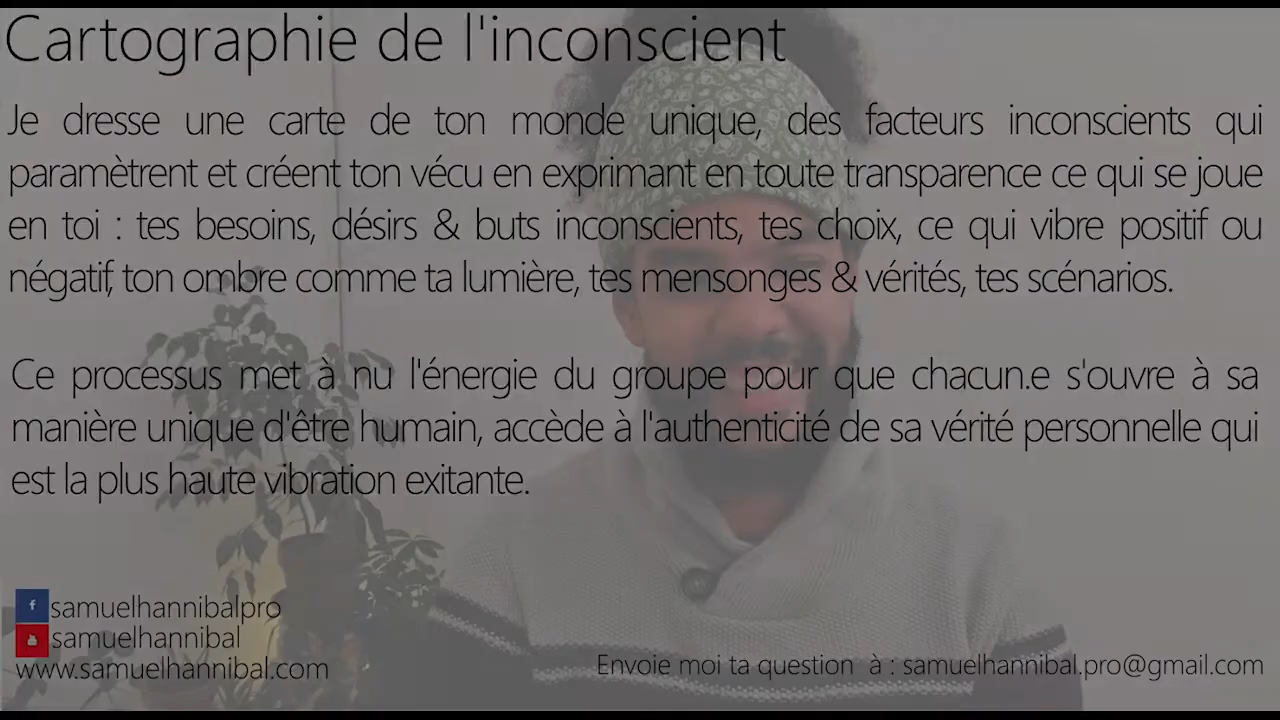 Cartographie de l'inconscient
Je dresse une carte de ton monde unique, des facteurs inconscients qui
paramètrent et créent ton vécu en exprimant en toute transparence ce qui se joue
en toi : tes besoins, désirs & buts inconscients, tes choix, ce qui vibre positif ou
négatif, ton ombre comme ta lumière, tes mensonges & vérités, tes scénarios.
Ce processus met à nu l'énergie du groupe pour que chacun.e s'ouvre à sa
manière unique d'être humain, accède à l'authenticité de sa vérité personnelle qui
est la plus haute vibration exitante.
samuelhannibalpro
samuelhannibal
www.samuelhannibal.com
Envoie moi ta question à : samuelhannibal.pro@gmail.com